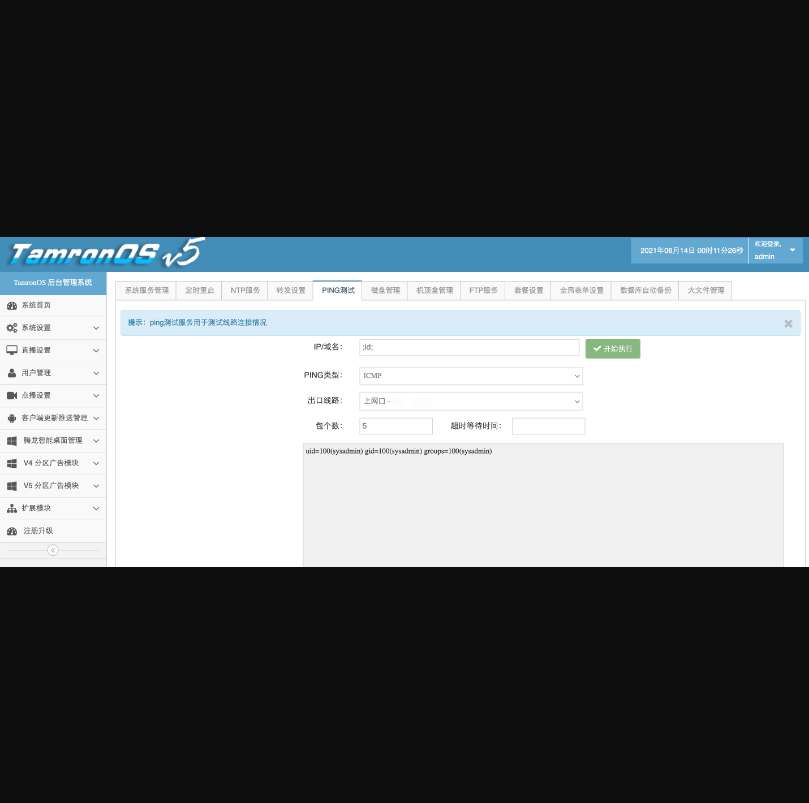 TamronOS v5
2021年06月14日 00时11分26秒
欢迎登录,
admin
TamronOS 后台管理系统
系统首页
系统设置
直播设置
用户管理
点播设置
客户端更新推送管理
腾龙智能桌面管理
V4 分区广告模块
V5 分区广告模块
扩展模块
注册升级
系统服务管理 定时重启 NTP服务 转发设置 PING测试 磁盘管理 机顶盒管理 FTP服务 套餐设置 全局表单设置 数据库自动备份 大文件管理
提示：ping测试服务用于测试线路连接情况
IP/域名： ;id; 开始执行
PING类型： ICMP
出口线路： 上网口 -
包个数： 5 超时等待时间：
uid=100(sysadmin) gid=100(sysadmin) groups=100(sysadmin)